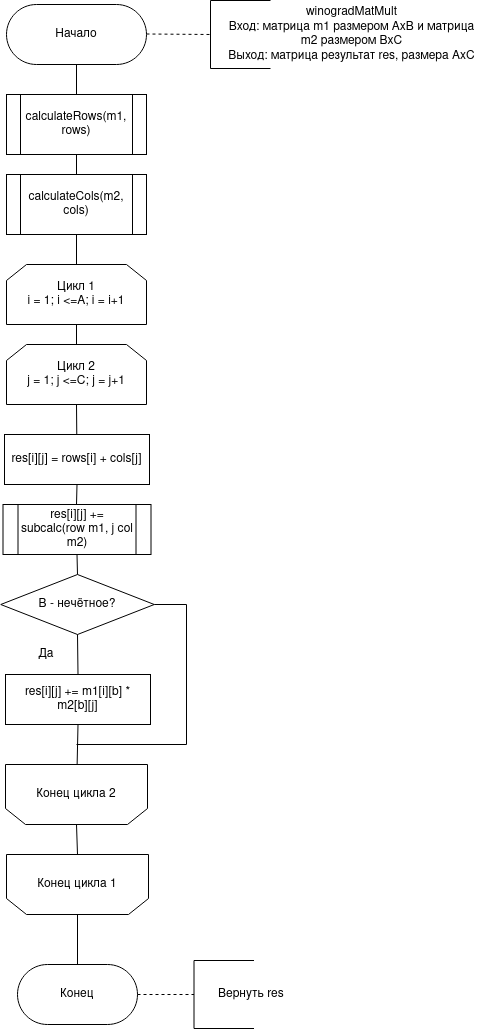 Начало
winogradMatMult
Вход: матрица m1 размером AxB и матрица
m2 размером BxC
Выход: матрица результат res, размера AxC
calculateRows(m1,
rows)
calculateCols(m2,
cols)
Цикл 1
i = 1; i <=A; i = i+1
Цикл 2
j = 1; j <=C; j = j+1
res[i][j] = rows[i] + cols[j]
res[i][j] +=
subcalc(row m1, j col
m2)
B - нечётное?
Да
res[i][j] += m1[i][b] *
m2[b][j]
Конец цикла 2
Конец цикла 1
Конец
Вернуть res